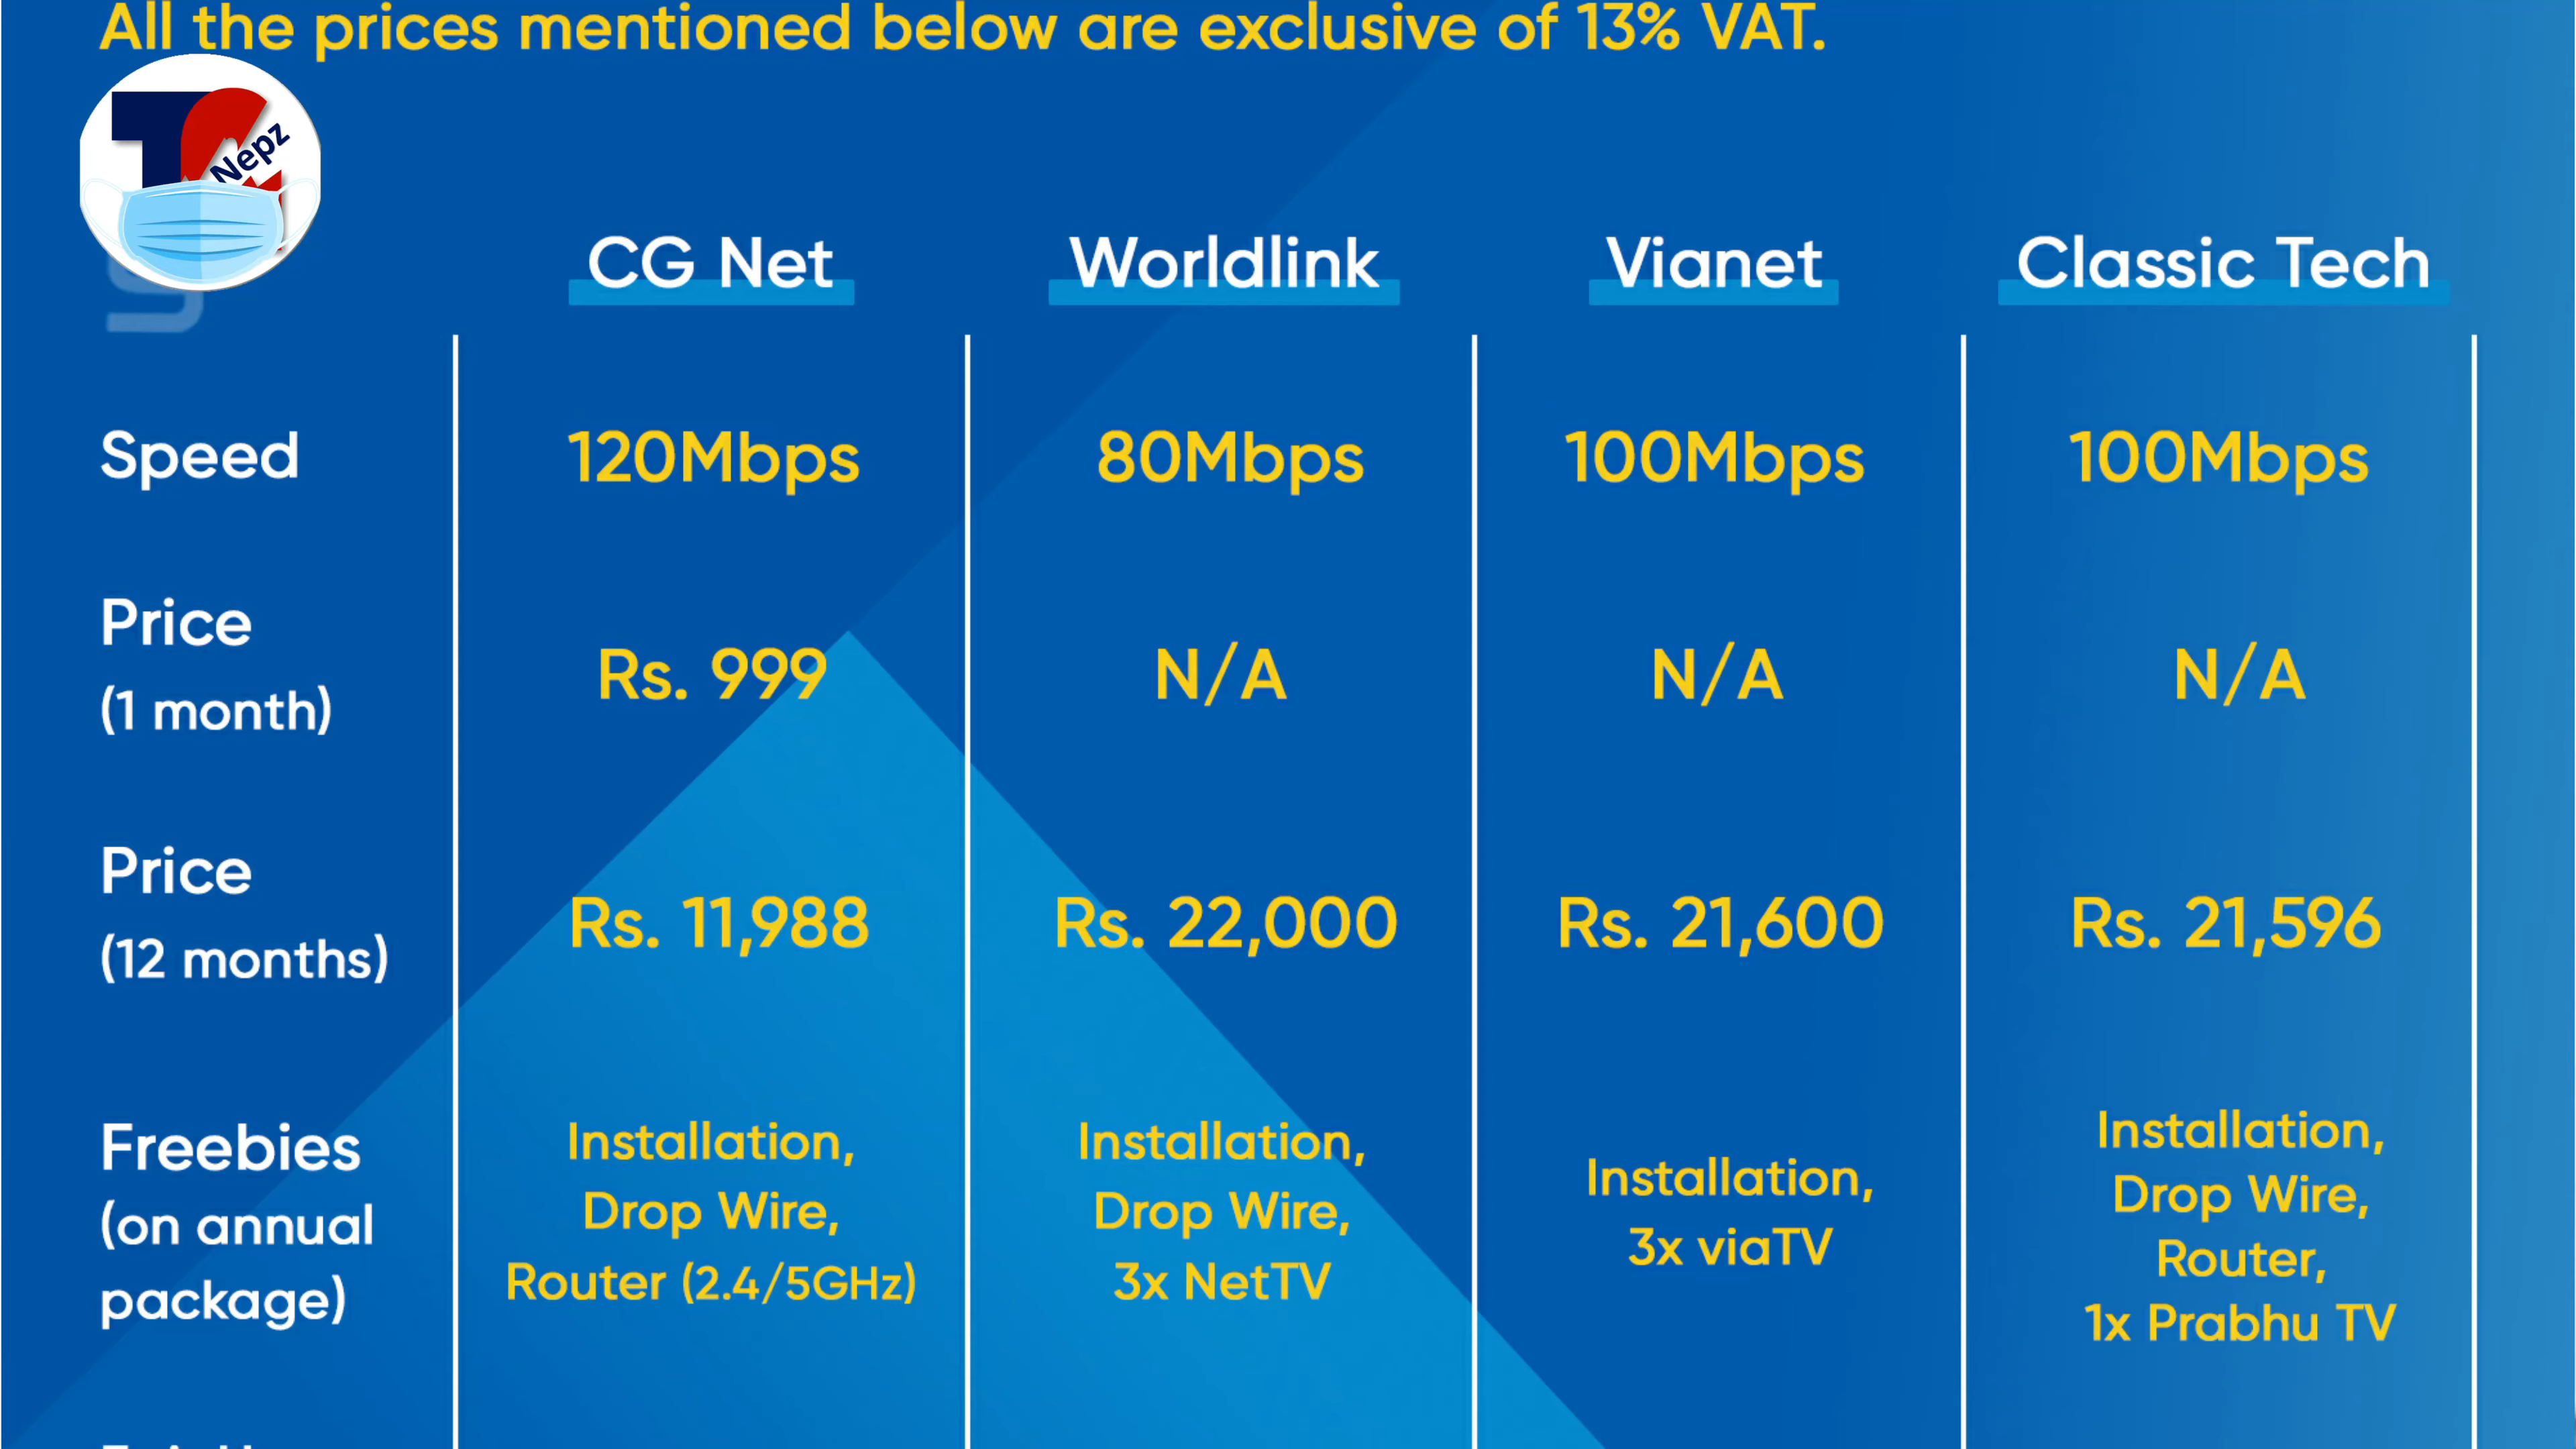 All the prices mentioned below are exclusive of 13% VAT.
Nepz
CG Net Worldlink Vianet Classic Tech
Speed 120Mbps 80Mbps 100Mbps 100Mbps
Price
(1 month) Rs. 999 N/A N/A N/A
Price
(12 months) Rs. 11,988 Rs. 22,000 Rs. 21,600 Rs. 21,596
Freebies
(on annual
package)
Installation,
Drop Wire,
Router (2.4/5GHz)
Installation,
Drop Wire,
3x NetTV
Installation,
3x viaTV
Installation,
Drop Wire,
Router,
1x Prabhu TV